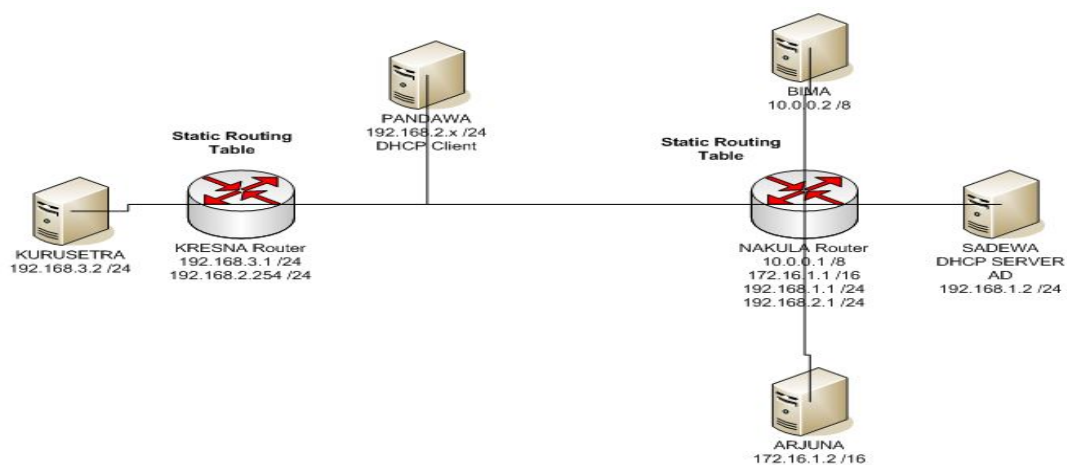 BIMA
10.0.0.2 /8
PANDAWA
192.168.2.x /24
DHCP Client
Static Routing
Table
Static Routing
Table
KURUSETRA
192.168.3.2 /24
KRESNA Router
192.168.3.1 /24
192.168.2.254 /24
NAKULA Router
10.0.0.1 /8
172.16.1.1 /16
192.168.1.1 /24
192.168.2.1 /24
SADEWA
DHCP SERVER
AD
192.168.1.2 /24
ARJUNA
172.16.1.2 /16